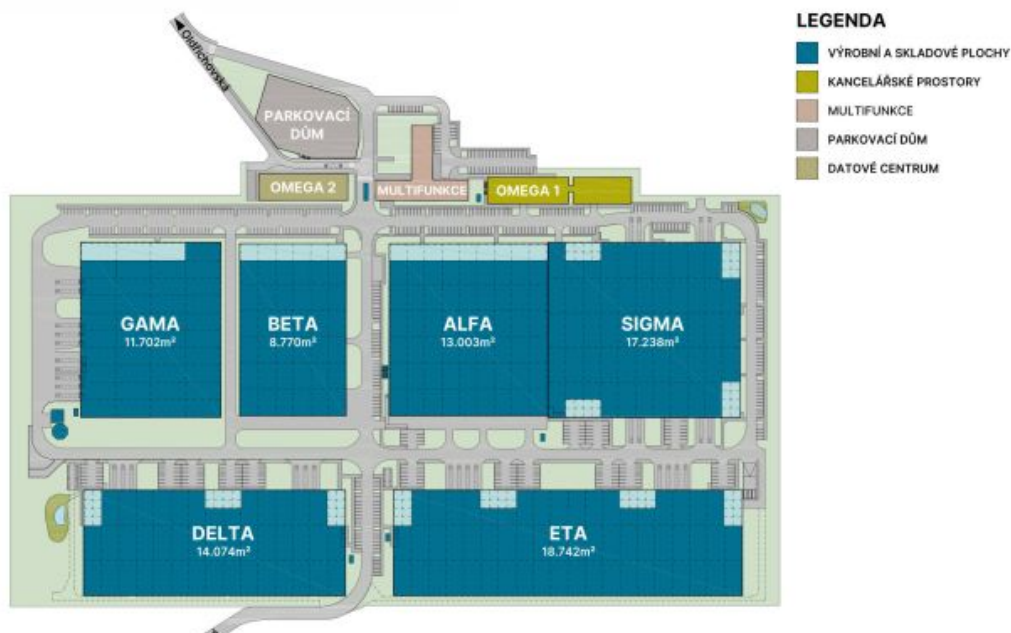 LEGENDA
VÝROBNÍ A SKLADOVÉ PLOCHY
KANCELÁŘSKÉ PROSTORY
MULTIFUNKCE
PARKOVACÍ DŮM
DATOVÉ CENTRUM
Oldřichovská
PARKOVACÍ
DŮM
OMEGA 2
MULTIFUNKCE
OMEGA 1
GAMA
11.702m²
BETA
8.770m²
ALFA
13.003m²
SIGMA
17.238m²
DELTA
14.074m²
ETA
18.742m²